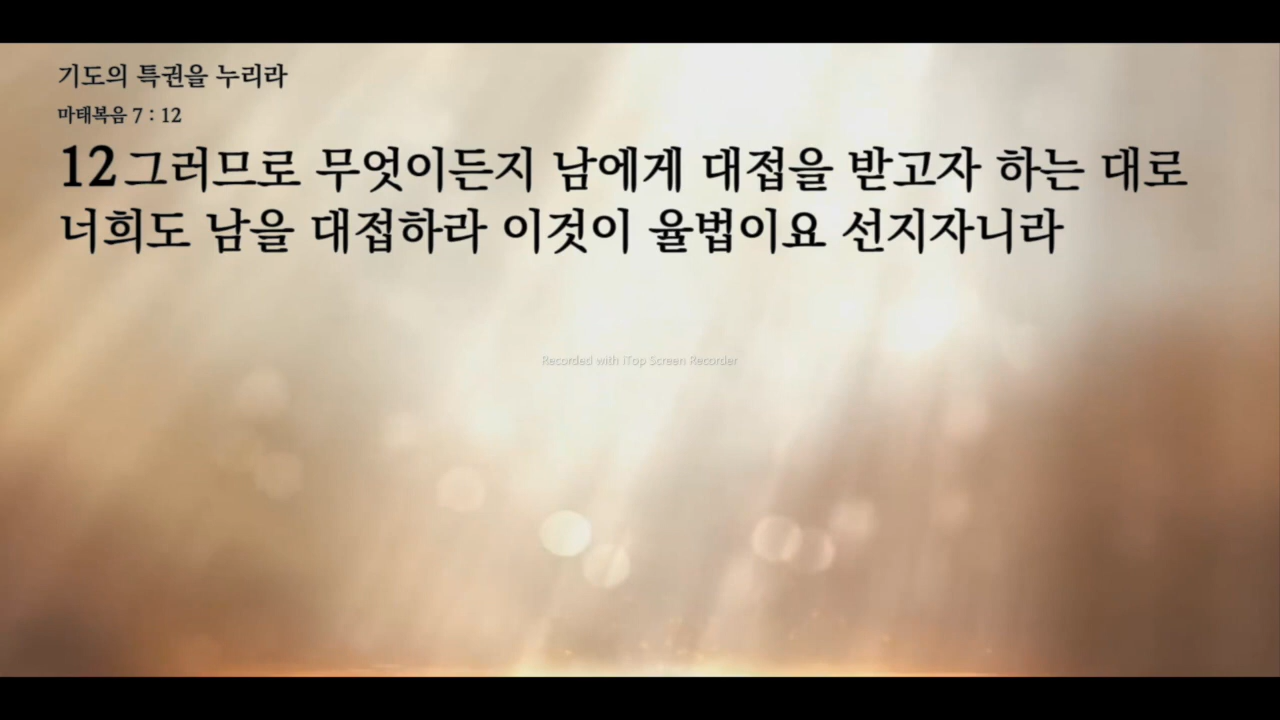 기도의 특권을 누리라
마태복음 7 : 12
12 그러므로 무엇이든지 남에게 대접을 받고자 하는 대로
너희도 남을 대접하라 이것이 율법이요 선지자니라
Recorded with iTop Screen Recorder